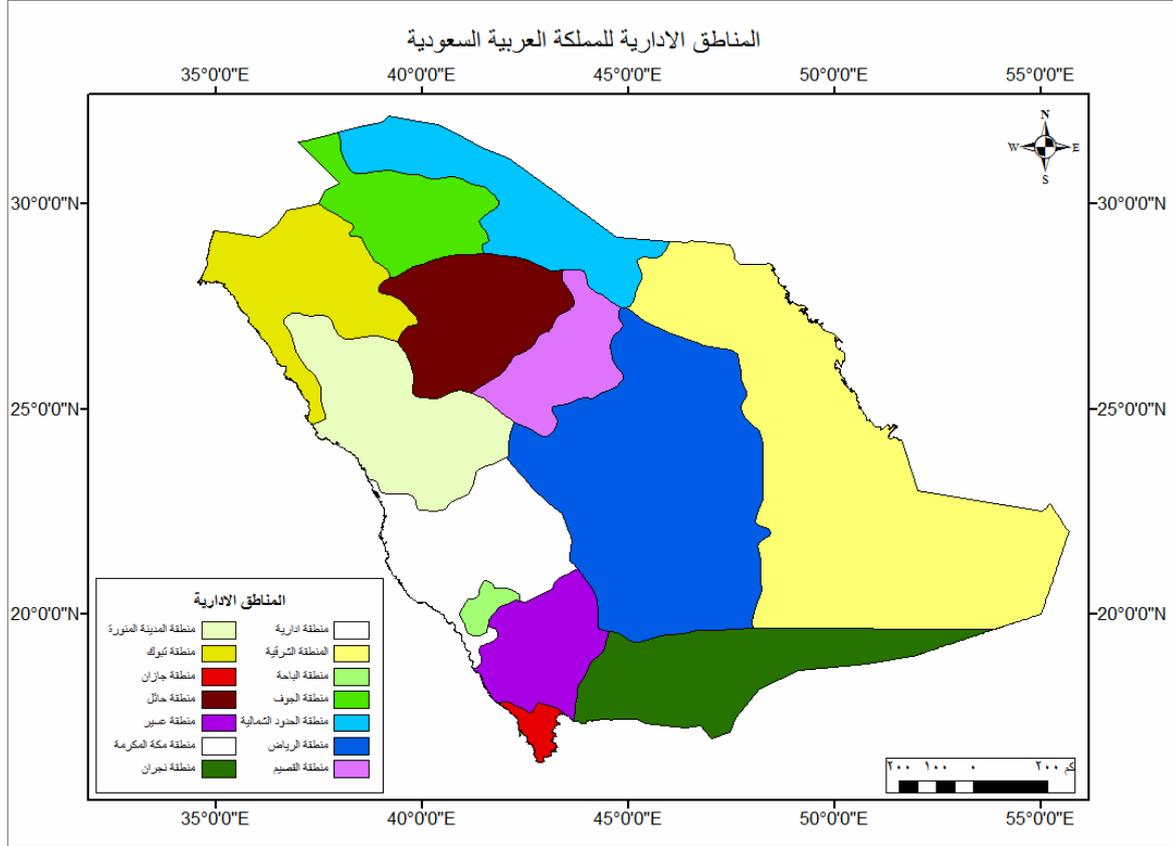 المناطق الادارية للمملكة العربية السعودية
35°0'0"E 40°0'0"E 45°0'0"E 50°0'0"E 55°0'0"E
N
W E
S
30°0'0"N 30°0'0"N
25°0'0"N 25°0'0"N
20°0'0"N 20°0'0"N
المناطق الادارية
منطقة ادارية منطقة المدينة المنورة
المنطقة الشرقية منطقة تبوك
منطقة الباحة منطقة جازان
منطقة الجوف منطقة حائل
منطقة الحدود الشمالية منطقة عسير
منطقة الرياض منطقة مكة المكرمة
منطقة القصيم منطقة نجران
٢٠٠ ١٠٠ ٠ ٢٠٠ كم
35°0'0"E 40°0'0"E 45°0'0"E 50°0'0"E 55°0'0"E